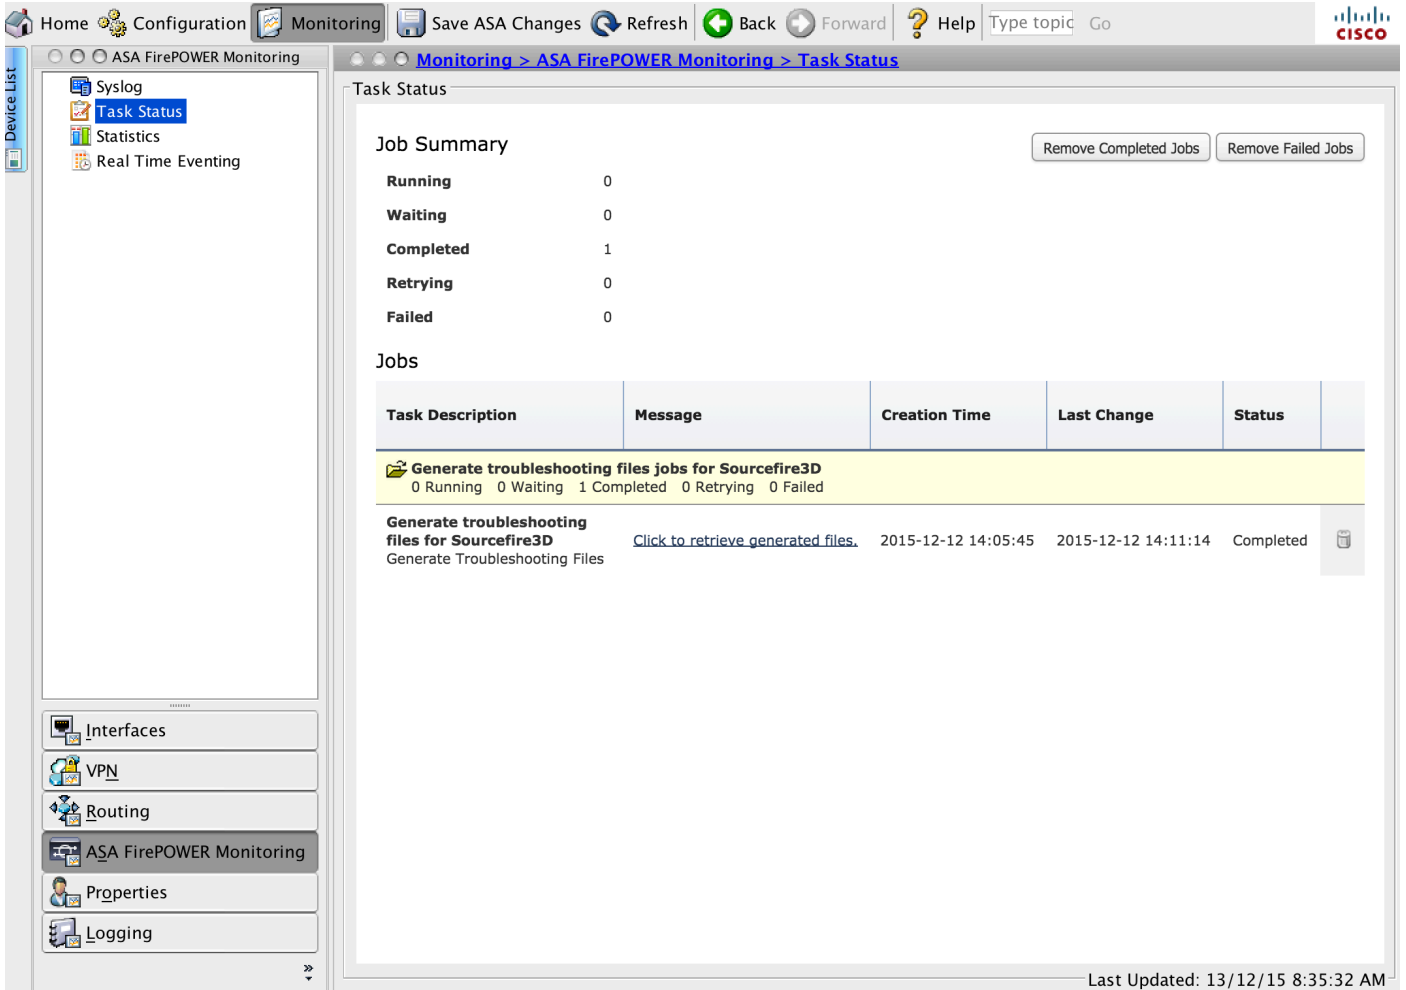 Home Configuration Monitoring Save ASA Changes Refresh Back Forward Help Type topic Go
CISCO
Device List
ASA FirePOWER Monitoring
Syslog
Task Status
Statistics
Real Time Eventing
Interfaces
VPN
Routing
ASA FirePOWER Monitoring
Properties
Logging
Monitoring > ASA FirePOWER Monitoring > Task Status
Task Status
Job Summary
Remove Completed Jobs Remove Failed Jobs
Running 0
Waiting 0
Completed 1
Retrying 0
Failed 0
Jobs
Task Description Message Creation Time Last Change Status
Generate troubleshooting files jobs for Sourcefire3D
0 Running 0 Waiting 1 Completed 0 Retrying 0 Failed
Generate troubleshooting
files for Sourcefire3D
Generate Troubleshooting Files
Click to retrieve generated files. 2015-12-12 14:05:45 2015-12-12 14:11:14 Completed
Last Updated: 13/12/15 8:35:32 AM